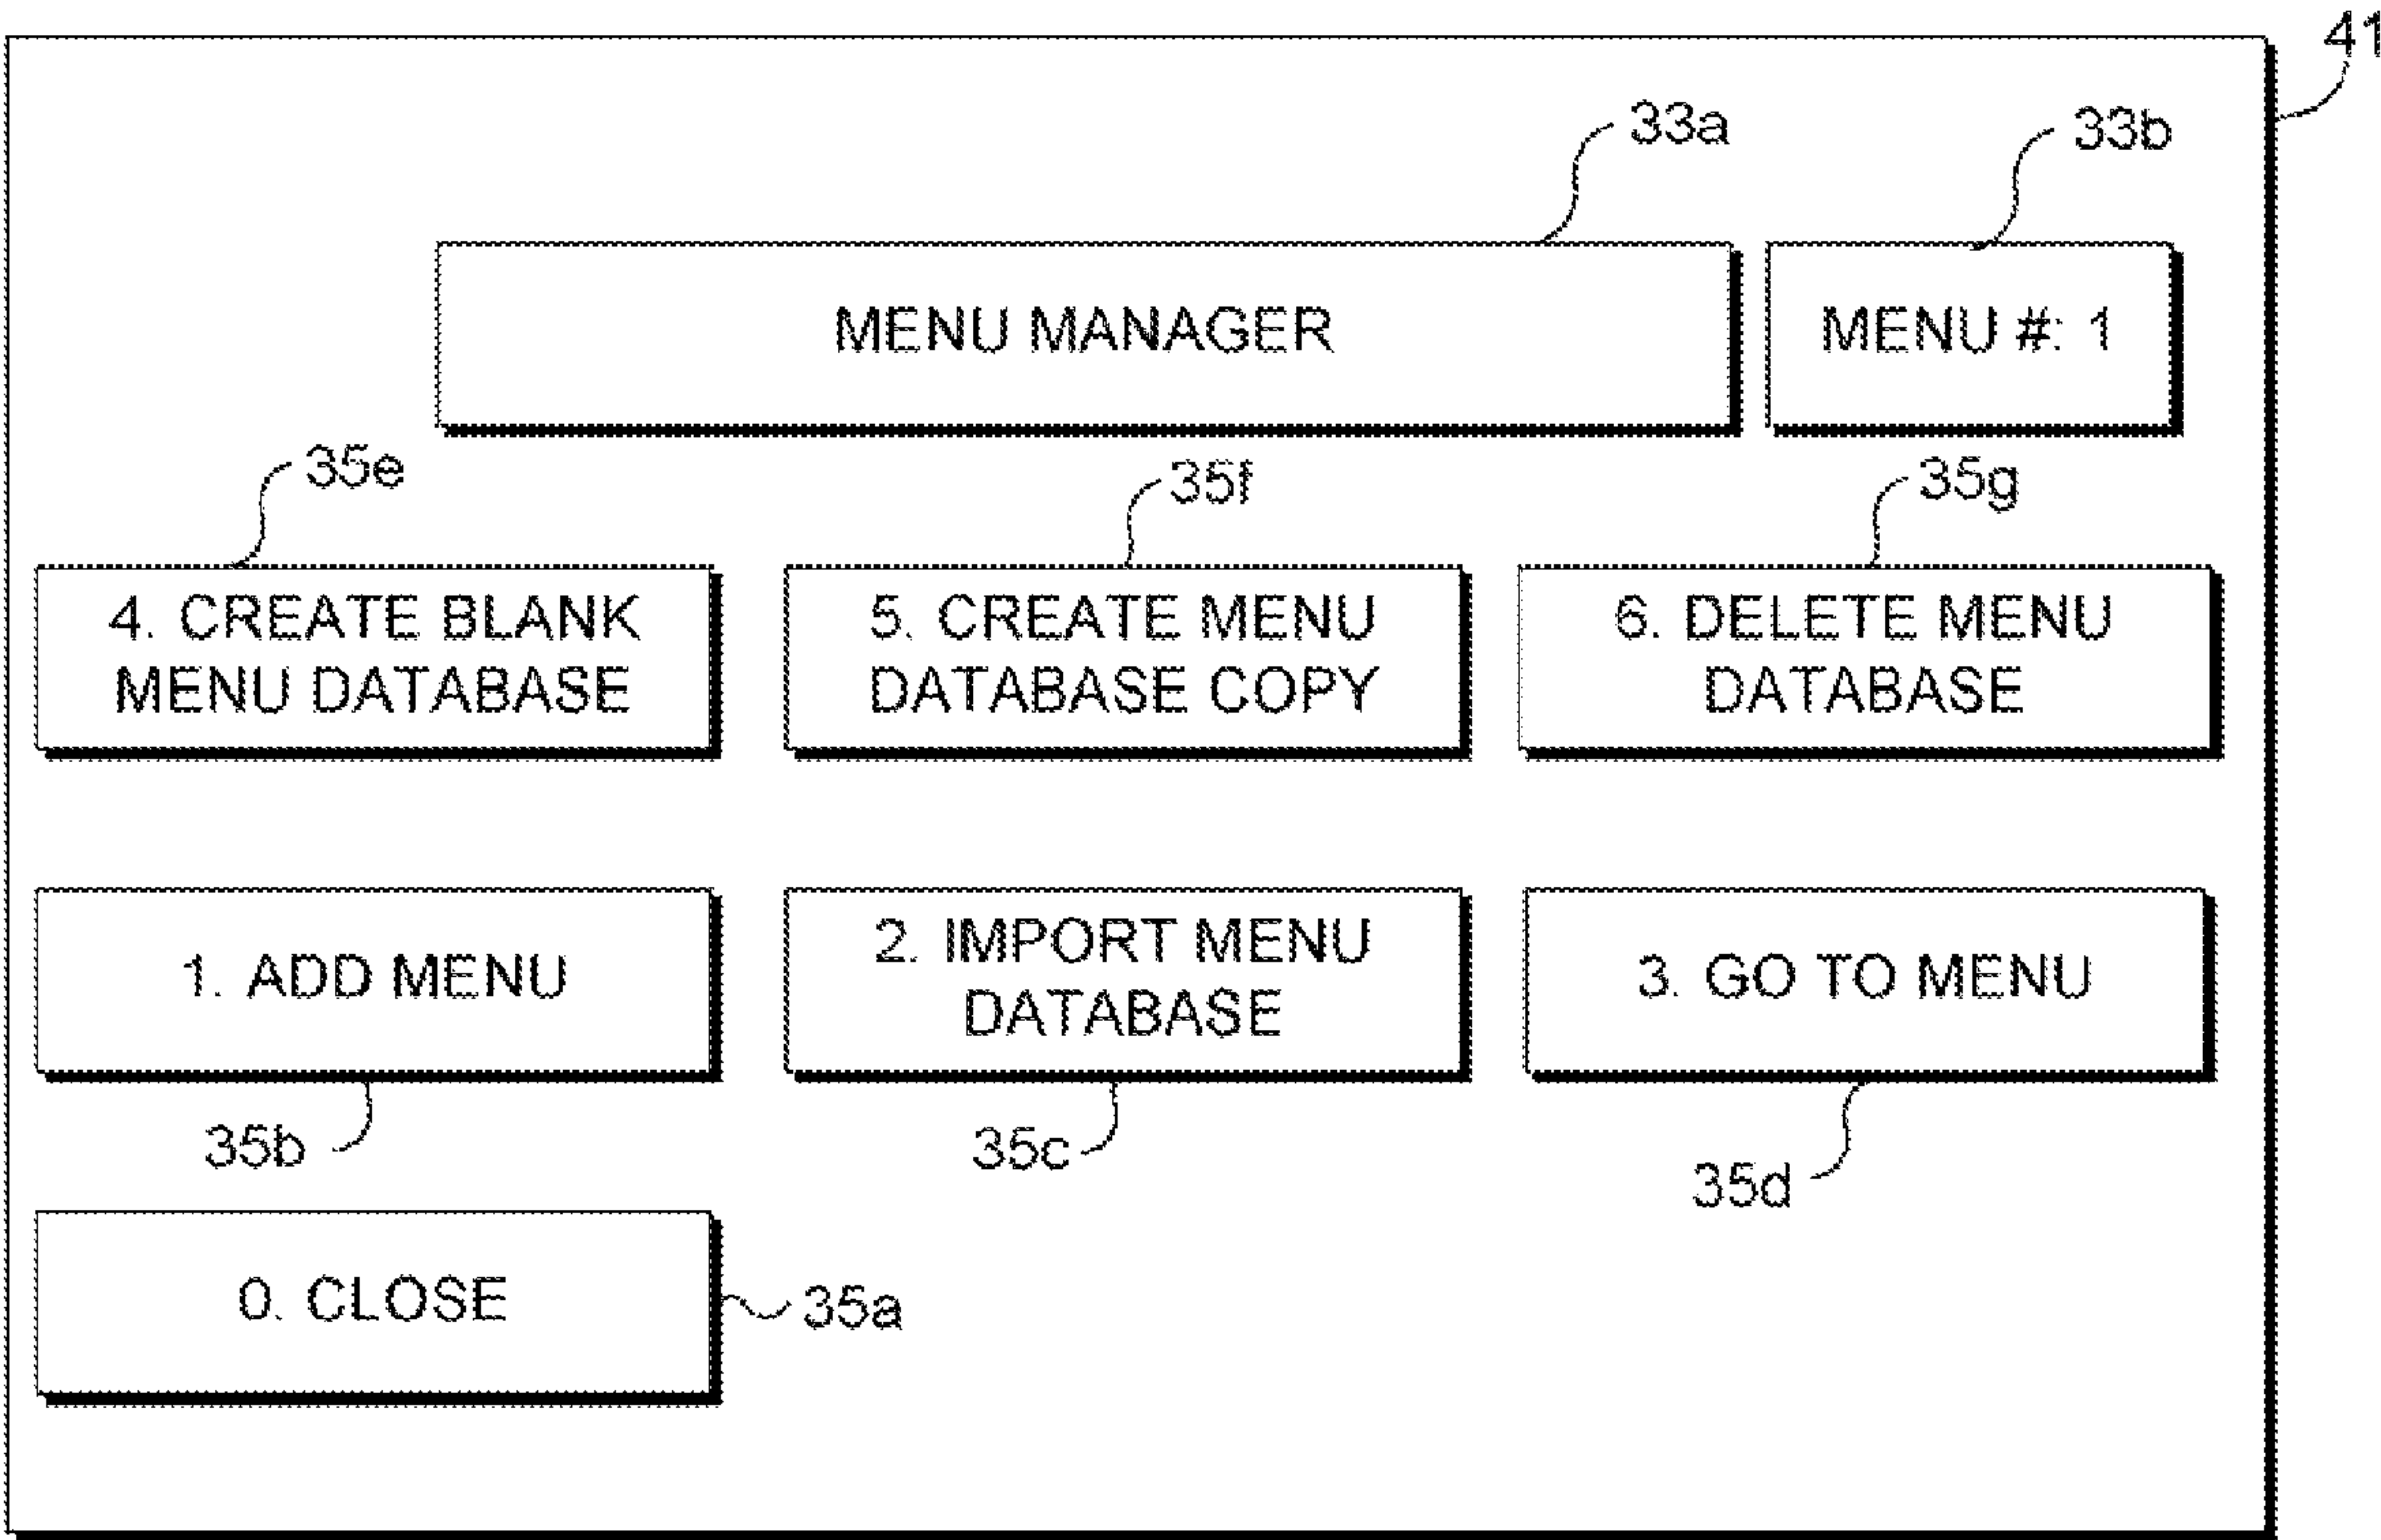 41
33a
33b
MENU MANAGER
MENU #: 1
35e
35f
35g
4. CREATE BLANK
MENU DATABASE
5. CREATE MENU
DATABASE COPY
6. DELETE MENU
DATABASE
1. ADD MENU
2. IMPORT MENU
DATABASE
3. GO TO MENU
35b
35c
35d
0. CLOSE
35a